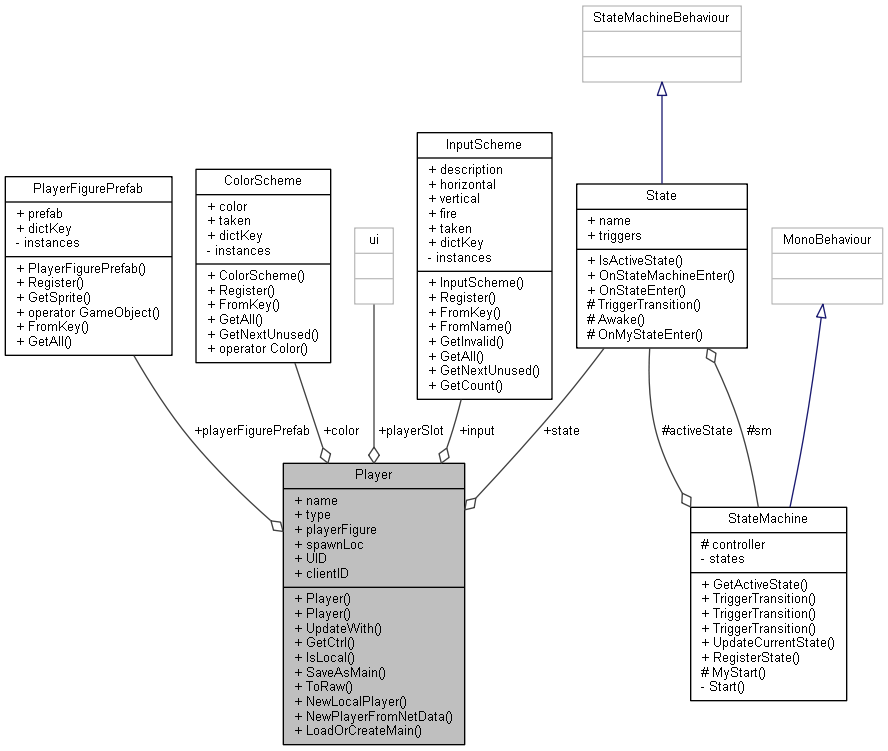 StateMachineBehaviour
PlayerFigurePrefab
+ prefab
+ dictKey
- instances
+ PlayerFigurePrefab()
+ Register()
+ GetSprite()
+ operator GameObject()
+ FromKey()
+ GetAll()
ColorScheme
+ color
+ taken
+ dictKey
- instances
+ ColorScheme()
+ Register()
+ FromKey()
+ GetAll()
+ GetNextUnused()
+ operator Color()
ui
InputScheme
+ description
+ horizontal
+ vertical
+ fire
+ taken
+ dictKey
- instances
+ InputScheme()
+ Register()
+ FromKey()
+ FromName()
+ GetInvalid()
+ GetAll()
+ GetNextUnused()
+ GetCount()
State
+ name
+ triggers
+ IsActiveState()
+ OnStateMachineEnter()
+ OnStateEnter()
# TriggerTransition()
# Awake()
# OnMyStateEnter()
MonoBehaviour
+playerFigurePrefab
+color
+playerSlot
+input
+state
#activeState
#sm
Player
+ name
+ type
+ playerFigure
+ spawnLoc
+ UID
+ clientID
+ Player()
+ Player()
+ UpdateWith()
+ GetCtrl()
+ IsLocal()
+ SaveAsMain()
+ ToRaw()
+ NewLocalPlayer()
+ NewPlayerFromNetData()
+ LoadOrCreateMain()
StateMachine
# controller
- states
+ GetActiveState()
+ TriggerTransition()
+ TriggerTransition()
+ TriggerTransition()
+ UpdateCurrentState()
+ RegisterState()
# MyStart()
- Start()